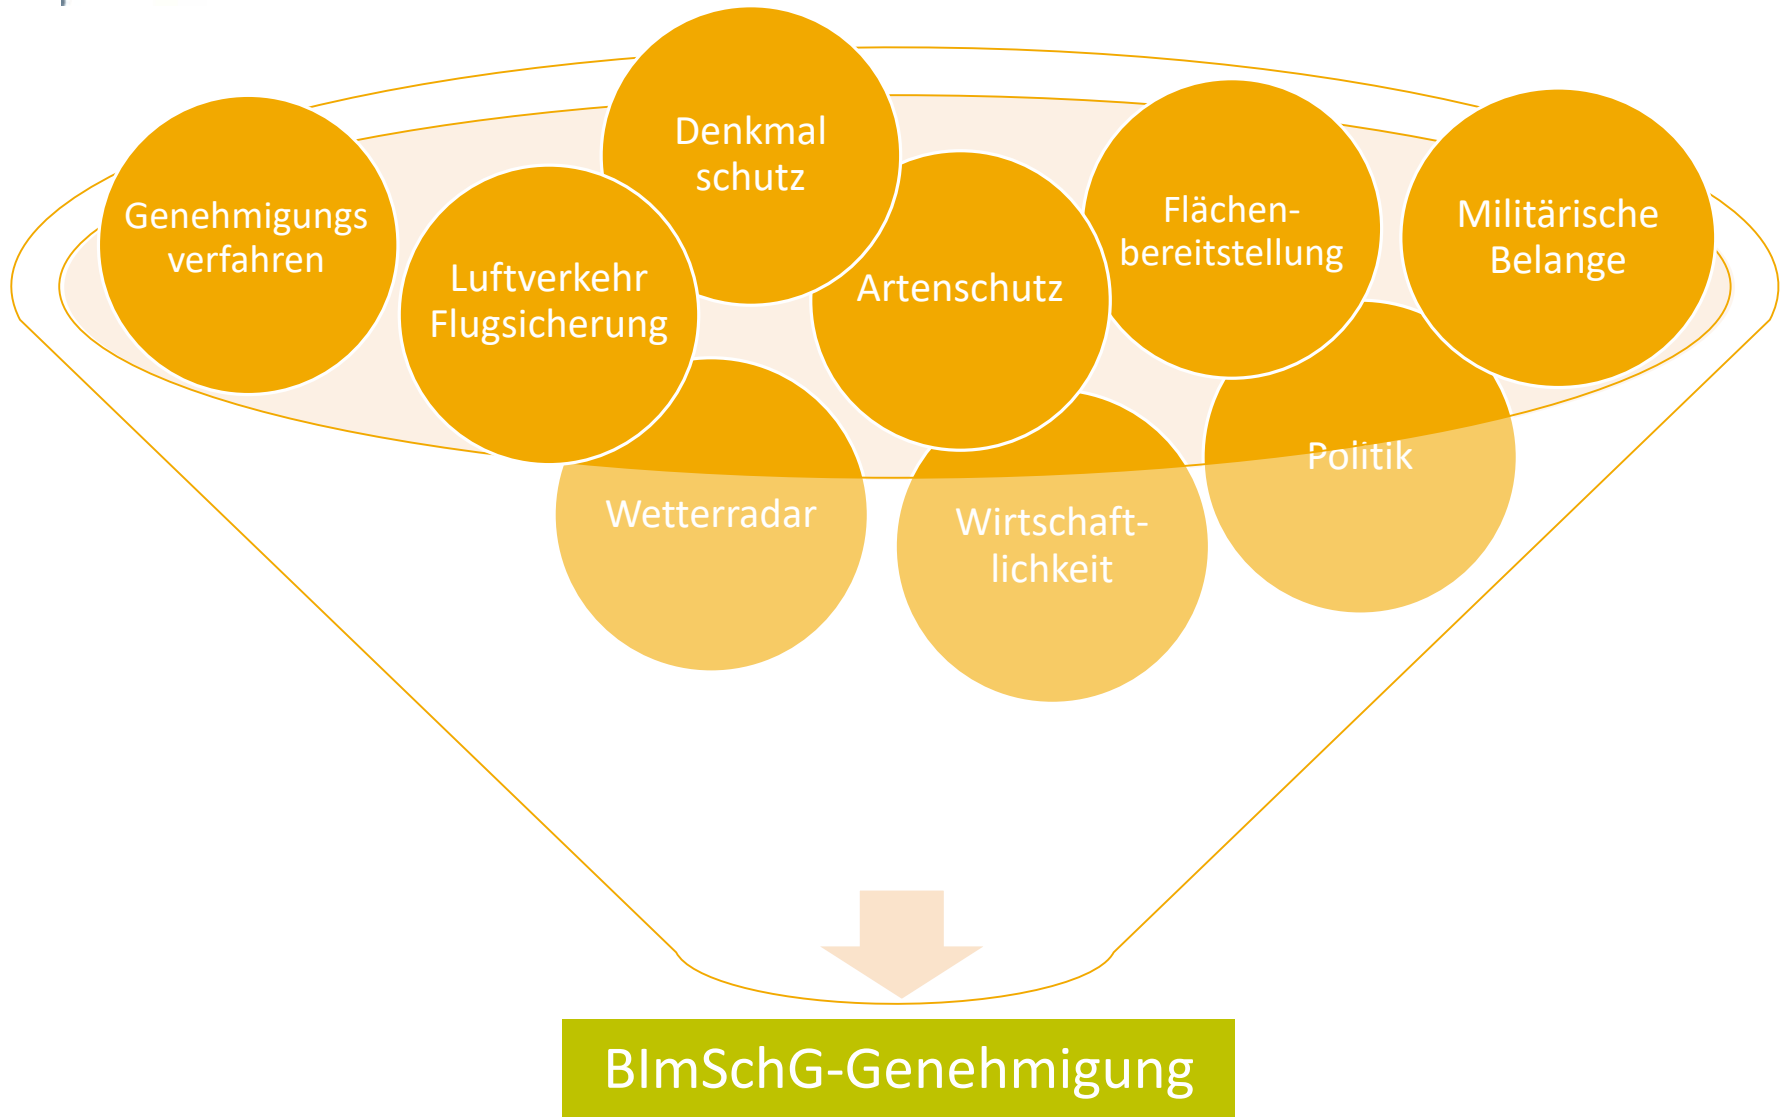 Denkmal
schutz
Genehmigungs
verfahren
Luftverkehr
Flugsicherung
Artenschutz
Flächen-
bereitstellung
Militärische
Belange
Wetterradar
Wirtschaft-
lichkeit
Politik
BImSchG-Genehmigung